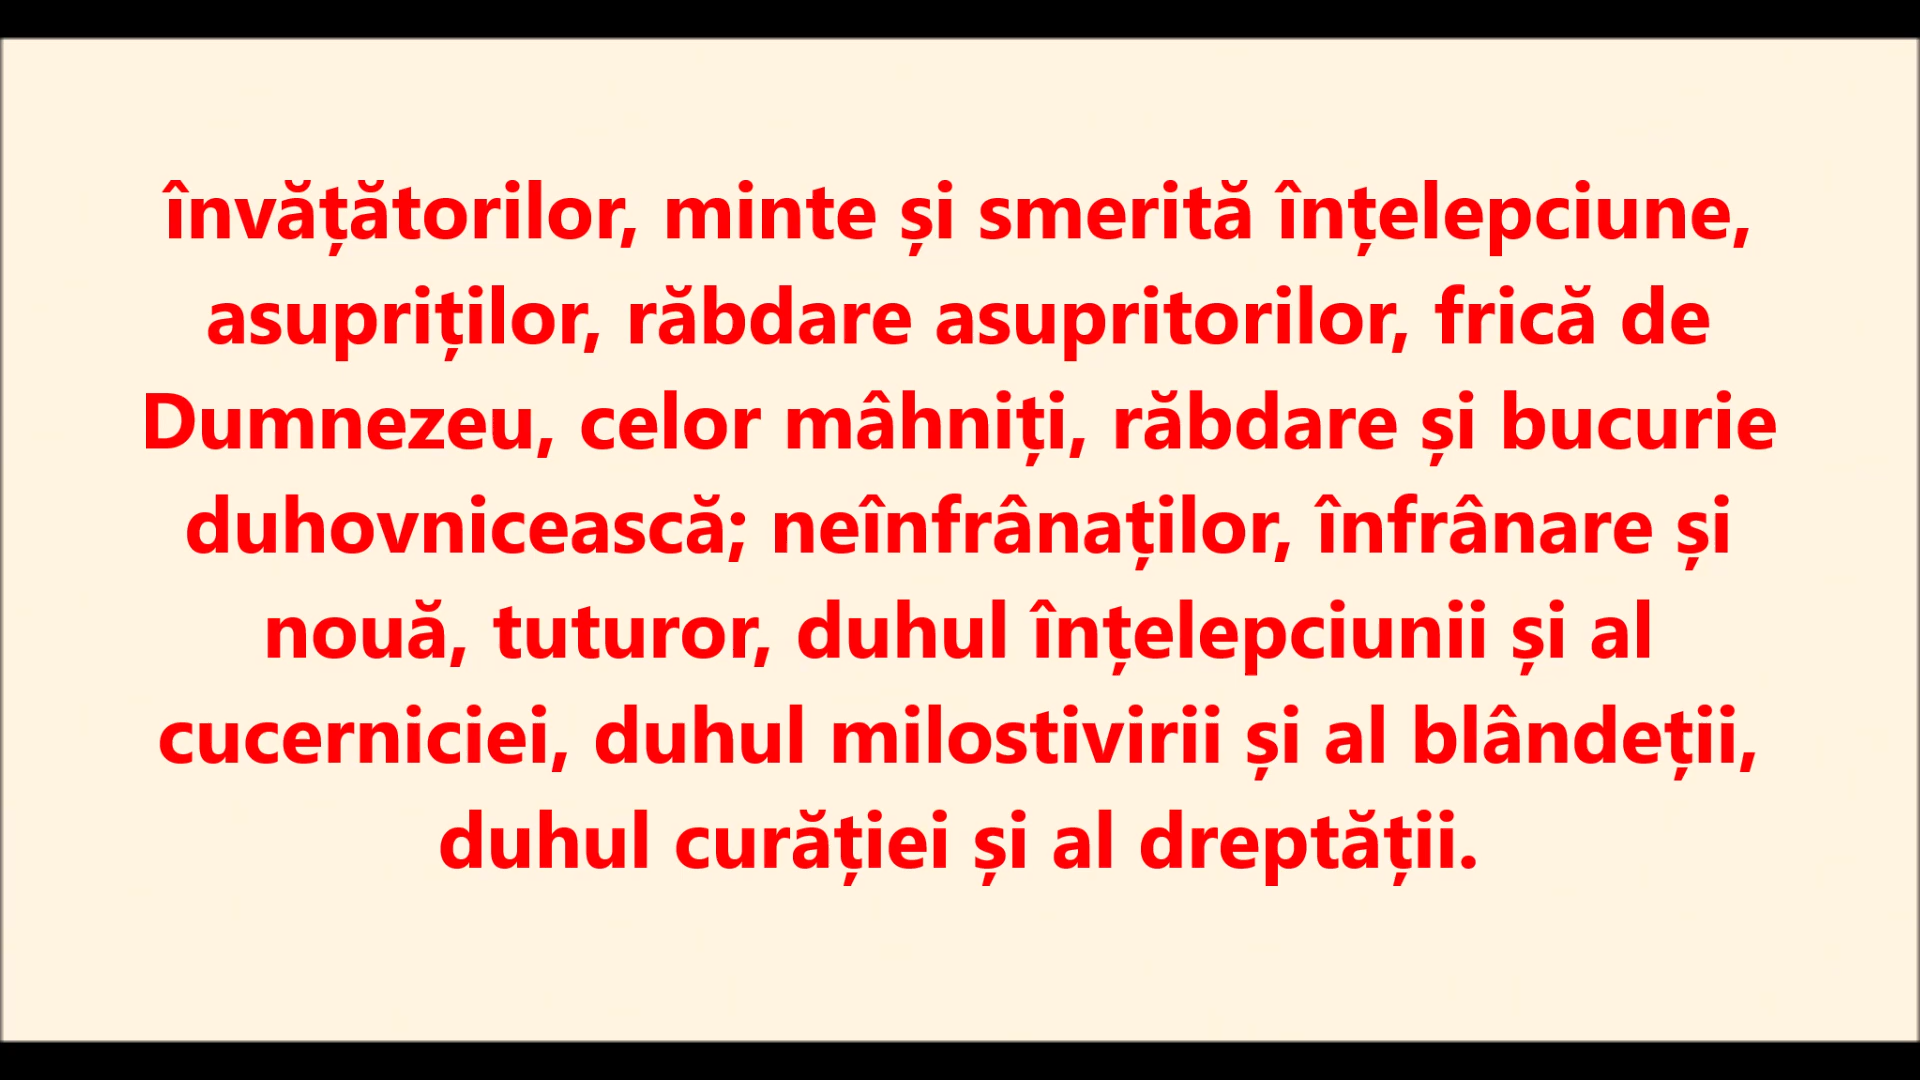 învățătorilor, minte și smerită înțelepciune,
asupriților, răbdare asupritorilor, frică de
Dumnezeu, celor mâhniți, răbdare și bucurie
duhovnicească; neînfrânaților, înfrânare și
nouă, tuturor, duhul înțelepciunii și al
cucerniciei, duhul milostivirii și al blândeții,
duhul curăției și al dreptății.